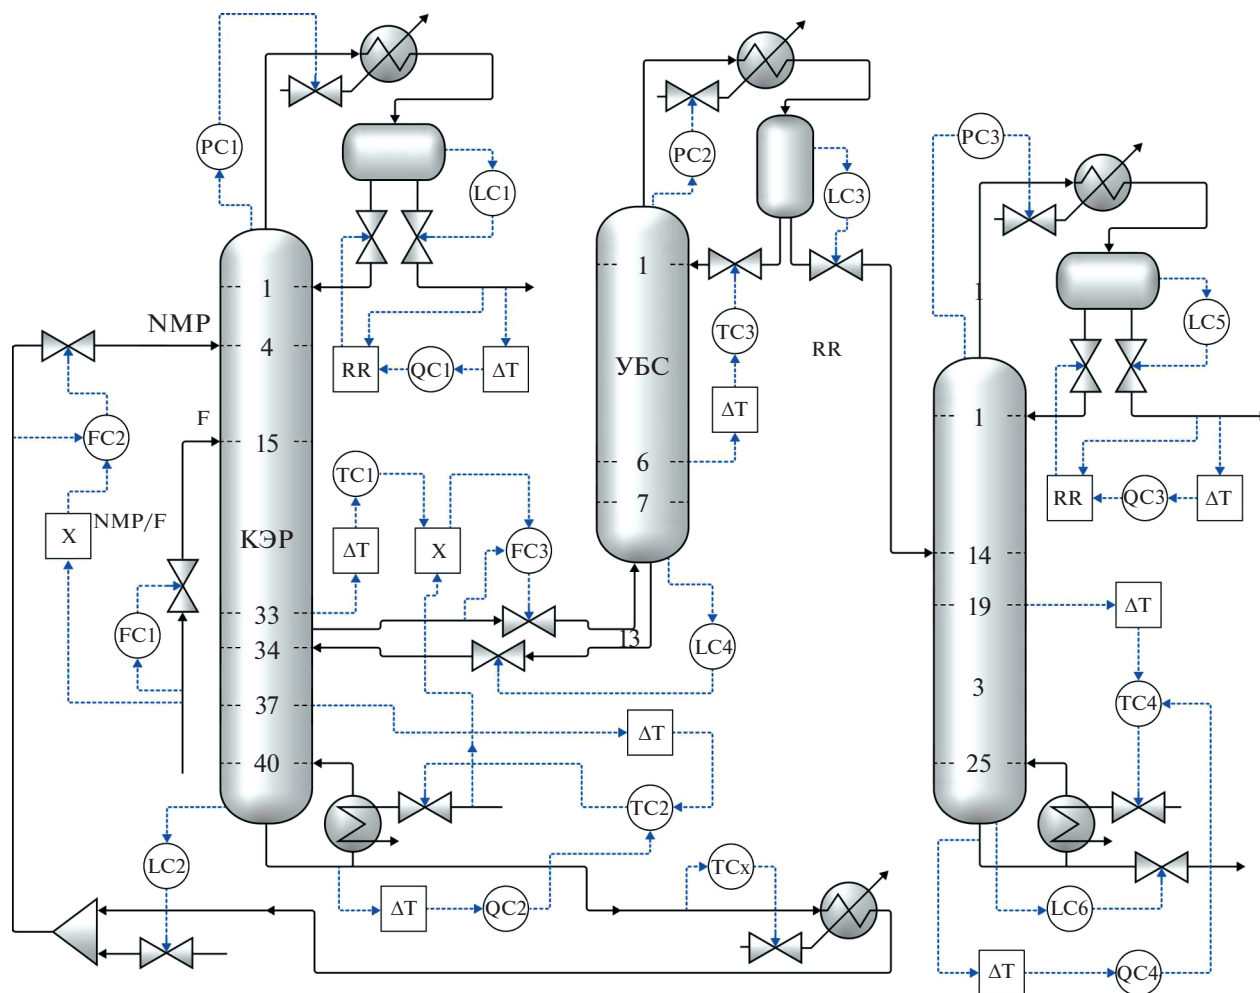 PC1
LC1
1
NMP
4
RR
QC1
ΔT
F
FC2
15
X
NMP/F
КЭР
TC1
ΔT
X
FC3
FC1
33
34
37
40
13
ΔT
TC2
LC2
ΔT
QC2
TCx
PC2
LC3
1
TC3
RR
УБС
ΔT
6
7
LC4
PC3
1
LC5
1
RR
QC3
ΔT
14
19
ΔT
3
TC4
25
LC6
ΔT
QC4